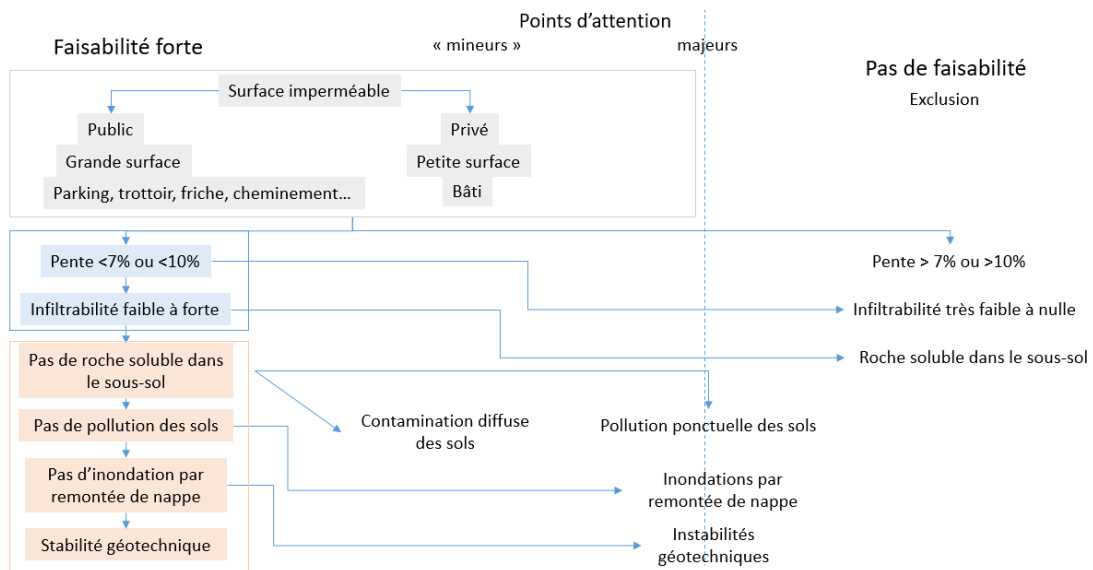 Points d'attention
Faisabilité forte
« mineurs »
majeurs
Pas de faisabilité
Exclusion
Surface imperméable
Public
Privé
Grande surface
Petite surface
Parking, trottoir, friche, cheminement…
Bâti
Pente <7% ou <10%
Pente > 7% ou >10%
Infiltrabilité faible à forte
Infiltrabilité très faible à nulle
Pas de roche soluble dans
le sous-sol
Roche soluble dans le sous-sol
Pas de pollution des sols
Contamination diffuse
des sols
Pollution ponctuelle des sols
Pas d'inondation par
remontée de nappe
Inondations par
remontée de nappe
Stabilité géotechnique
Instabilités
géotechniques